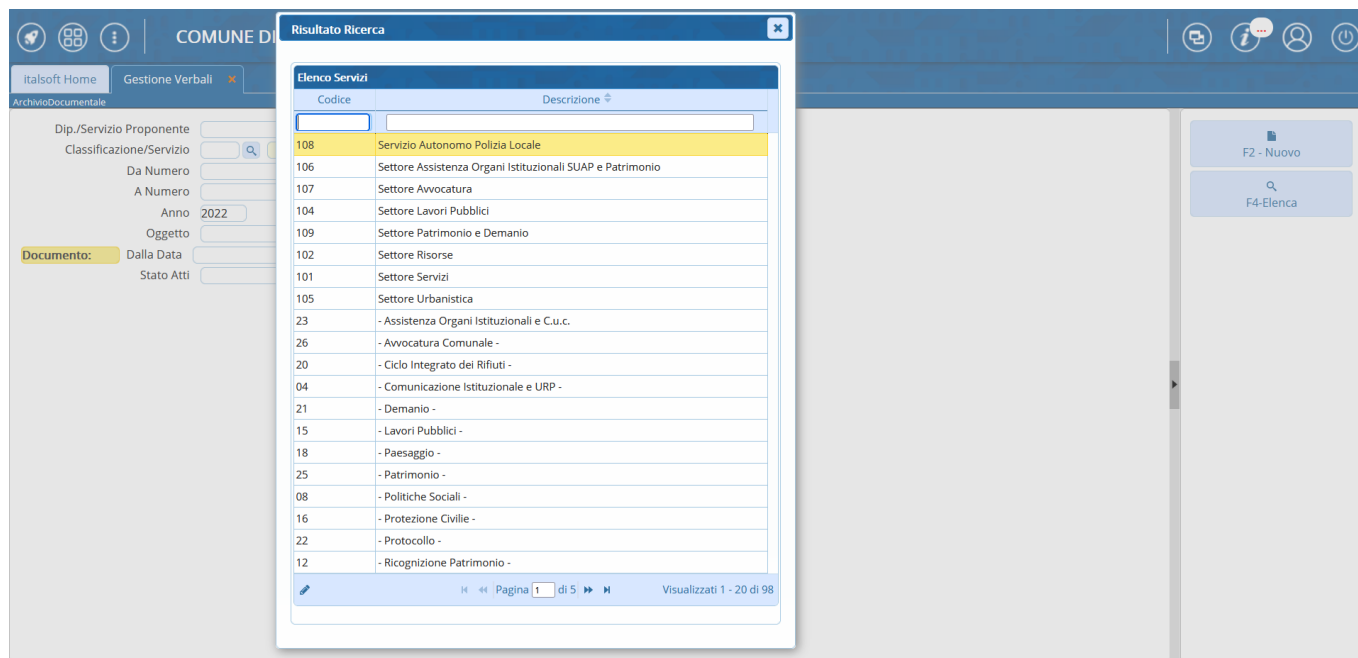 COMUNE DI
italsoft Home
Gestione Verbali ×
ArchivioDocumentale
Dip./Servizio Proponente
Classificazione/Servizio
Da Numero
A Numero
Anno 2022
Oggetto
Documento: Dalla Data
Stato Atti
Risultato Ricerca
Elenco Servizi
Codice Descrizione
108 Servizio Autonomo Polizia Locale
106 Settore Assistenza Organi Istituzionali SUAP e Patrimonio
107 Settore Avvocatura
104 Settore Lavori Pubblici
109 Settore Patrimonio e Demanio
102 Settore Risorse
101 Settore Servizi
105 Settore Urbanistica
23 - Assistenza Organi Istituzionali e C.u.c.
26 - Avvocatura Comunale -
20 - Ciclo Integrato dei Rifiuti -
04 - Comunicazione Istituzionale e URP -
21 - Demanio -
15 - Lavori Pubblici -
18 - Paesaggio -
25 - Patrimonio -
08 - Politiche Sociali -
16 - Protezione Civilie -
22 - Protocollo -
12 - Ricognizione Patrimonio -
Pagina 1 di 5 Visualizzati 1 - 20 di 98
F2 - Nuovo
F4-Elenca